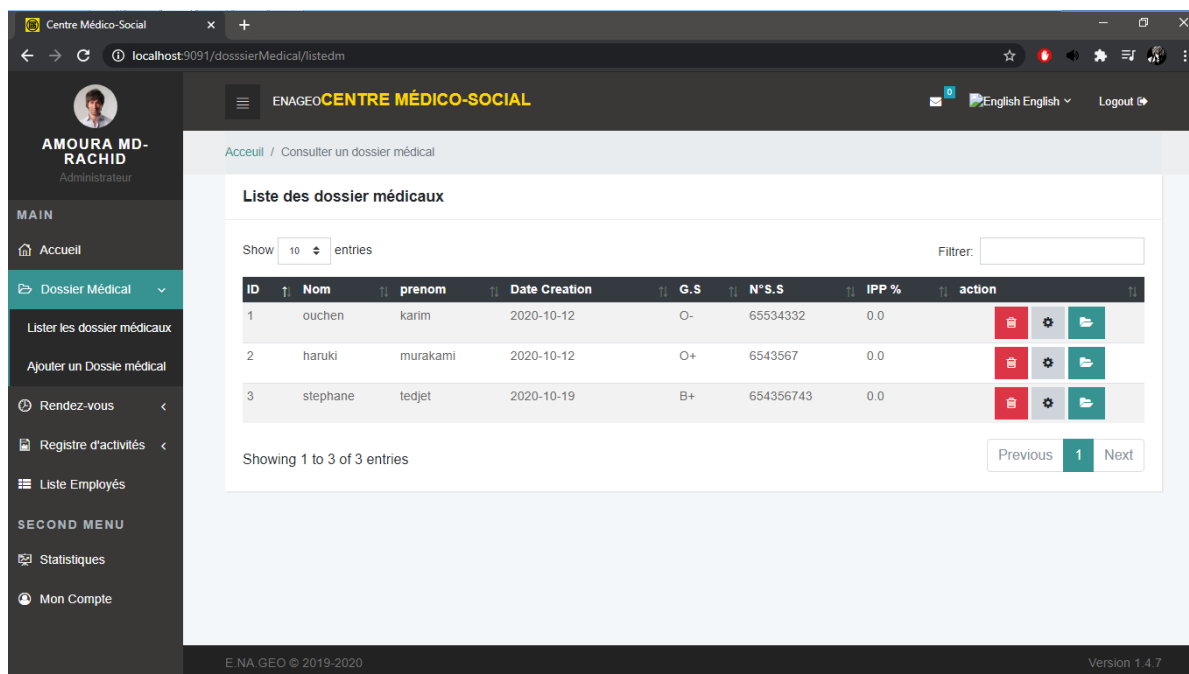 Centre Médico-Social
localhost:9091/dosssierMedical/listedm
AMOURA MD-
RACHID
Administrateur
MAIN
Accueil
Dossier Médical
Lister les dossier médicaux
Ajouter un Dossie médical
Rendez-vous
Registre d'activités
Liste Employés
SECOND MENU
Statistiques
Mon Compte
ENAGEOCENTRE MÉDICO-SOCIAL
0
English English
Logout
Acceuil / Consulter un dossier médical
Liste des dossier médicaux
Show 10 entries
Filtrer:
ID Nom prenom Date Creation G.S N°S.S IPP % action
1 ouchen karim 2020-10-12 O- 65534332 0.0
2 haruki murakami 2020-10-12 O+ 6543567 0.0
3 stephane tedjet 2020-10-19 B+ 654356743 0.0
Showing 1 to 3 of 3 entries
Previous 1 Next
E.NA.GEO © 2019-2020
Version 1.4.7